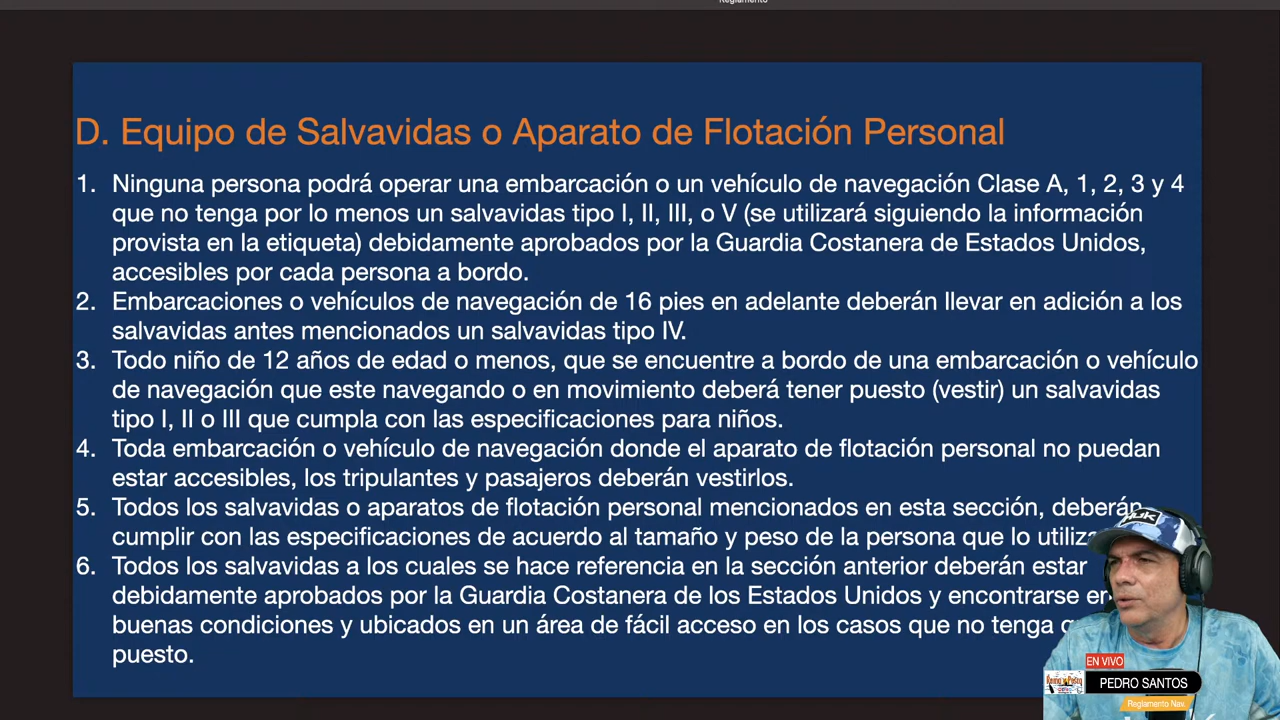 Reglamento
D. Equipo de Salvavidas o Aparato de Flotación Personal
1. Ninguna persona podrá operar una embarcación o un vehículo de navegación Clase A, 1, 2, 3 y 4
que no tenga por lo menos un salvavidas tipo I, II, III, o V (se utilizará siguiendo la información
provista en la etiqueta) debidamente aprobados por la Guardia Costanera de Estados Unidos,
accesibles por cada persona a bordo.
2. Embarcaciones o vehículos de navegación de 16 pies en adelante deberán llevar en adición a los
salvavidas antes mencionados un salvavidas tipo IV.
3. Todo niño de 12 años de edad o menos, que se encuentre a bordo de una embarcación o vehículo
de navegación que este navegando o en movimiento deberá tener puesto (vestir) un salvavidas
tipo I, II o III que cumpla con las especificaciones para niños.
4. Toda embarcación o vehículo de navegación donde el aparato de flotación personal no puedan
estar accesibles, los tripulantes y pasajeros deberán vestirlos.
5. Todos los salvavidas o aparatos de flotación personal mencionados en esta sección, deberán
cumplir con las especificaciones de acuerdo al tamaño y peso de la persona que lo
6. Todos los salvavidas a los cuales se hace referencia en la sección anterior deberán estar
debidamente aprobados por la Guardia Costanera de los Estados Unidos y encontrarse
buenas condiciones y ubicados en un área de fácil acceso en los casos que no tenga
puesto.
HUK
EN VIVO
PEDRO SANTOS
Reglamento Nav.